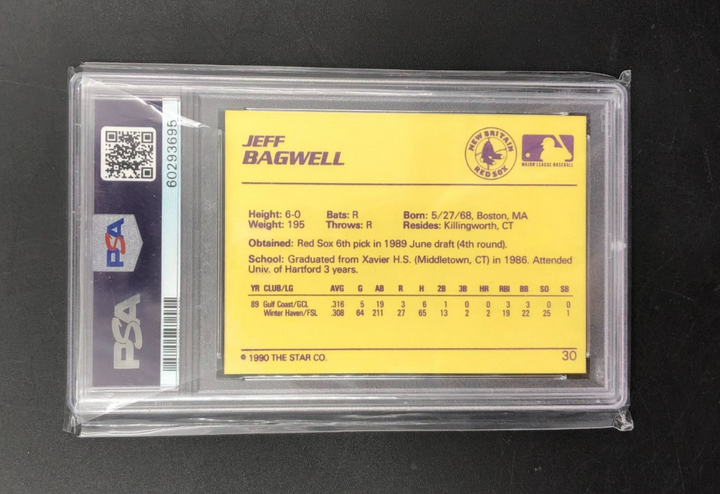 JEFF
BAGWELL
NEW BRITAIN
RED SOX
MAJOR LEAGUE BASEBALL
Height: 6-0 Bats: R Born: 5/27/68, Boston, MA
Weight: 195 Throws: R Resides: Killingworth, CT
Obtained: Red Sox 6th pick in 1989 June draft (4th round).
School: Graduated from Xavier H.S. (Middletown, CT) in 1986. Attended
Univ. of Hartford 3 years.
YR CLUB/LG AVG G AB R H 2B 3B HR RBI BB SO SB
89 Gulf Coast/GCL .316 5 19 3 6 1 0 0 3 3 0 0
Winter Haven/FSL .308 64 211 27 65 13 2 2 19 22 25 1
© 1990 THE STAR CO. 30
60293695
PSA
PSA